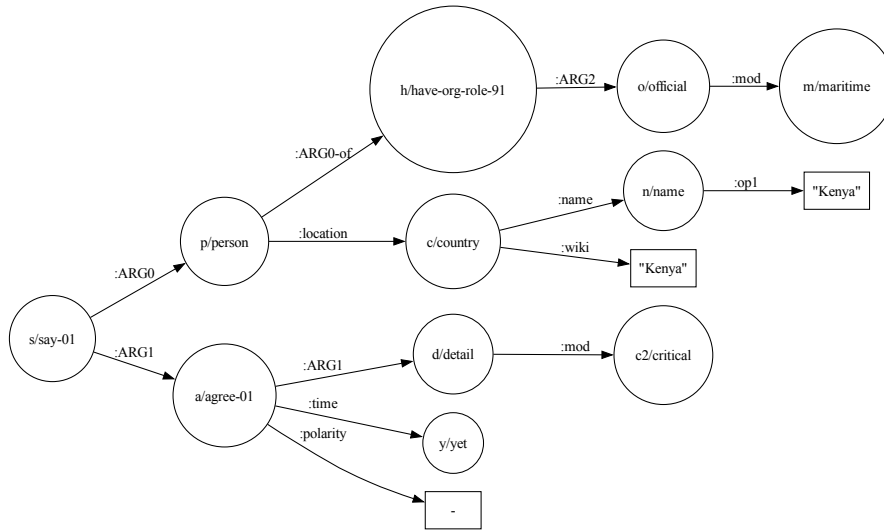 :ARG2
:mod
h/have-org-role-91
o/official
m/maritime
:ARG0-of
:name
n/name
:op1
"Kenya"
p/person
:location
c/country
:wiki
"Kenya"
:ARG0
s/say-01
:ARG1
:ARG1
d/detail
:mod
c2/critical
a/agree-01
:time
:polarity
y/yet
-